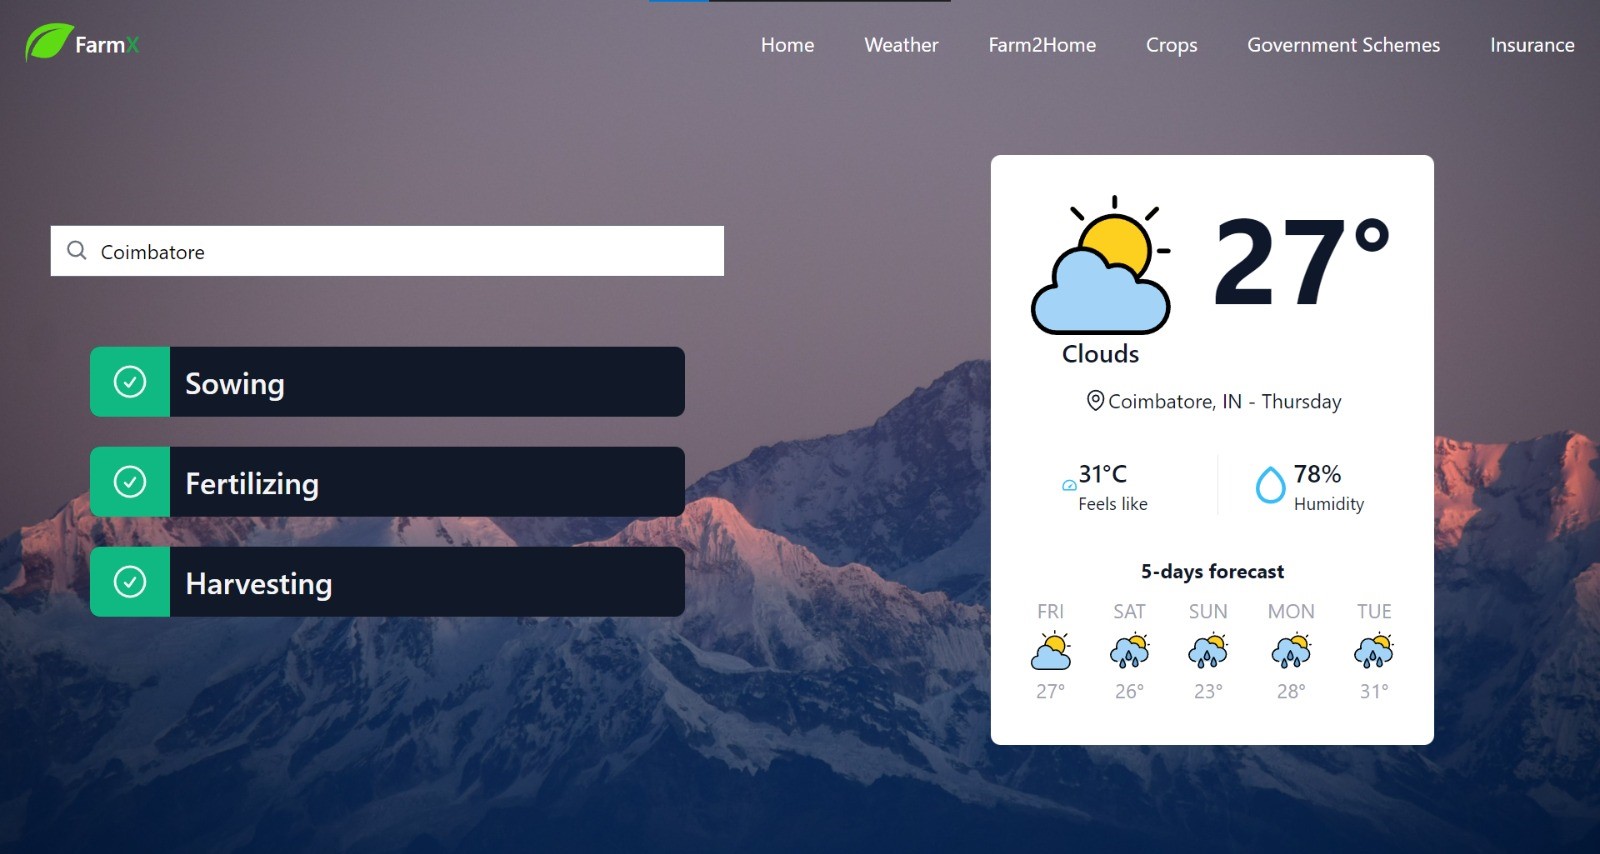 FarmX
Home Weather Farm2Home Crops Government Schemes Insurance
Coimbatore
Sowing
Fertilizing
Harvesting
27°
Clouds
Coimbatore, IN - Thursday
31°C 78%
Feels like Humidity
5-days forecast
FRI SAT SUN MON TUE
27° 26° 23° 28° 31°